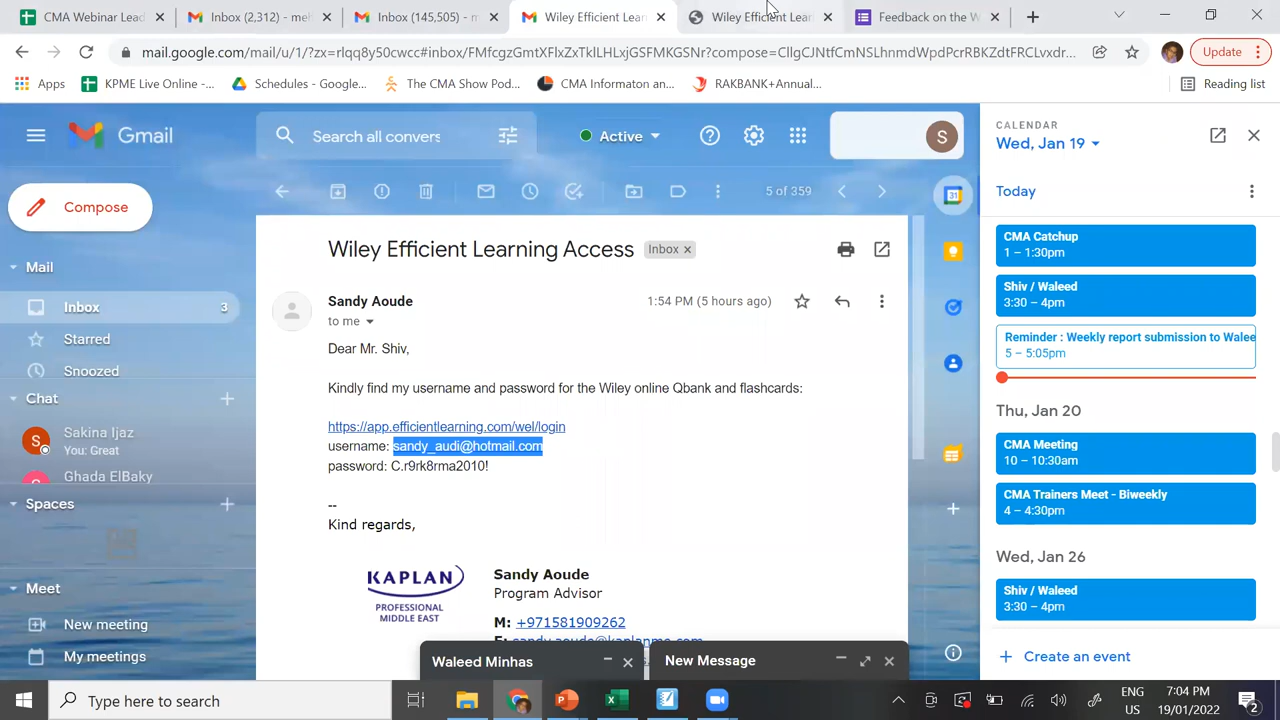 CMA Webinar Lead
Inbox (2,312) - me
Inbox (145,505) - m
Wiley Efficient Lear
Wiley Efficient Lear
Feedback on the W
mail.google.com/mail/u/1/?zx=rlqq8y50cwcc#inbox/FMfcgzGmtXFlxZxTklLHLxjGSFMKGSNr?compose=CllgCJNtfCmNSLhnmdWpdPcrRBKZdtFRCLvxdr...
Update
Apps
KPME Live Online -...
Schedules - Google...
The CMA Show Pod...
CMA Informaton an...
RAKBANK+Annual...
Reading list
Gmail
Search all convers
Active
S
CALENDAR
Wed, Jan 19
Compose
5 of 359
31
Today
Mail
Inbox 3
Starred
Snoozed
Chat
S
Sakina Ijaz
You: Great
Ghada ElBaky
Spaces
Meet
New meeting
My meetings
Wiley Efficient Learning Access
Inbox x
Sandy Aoude
1:54 PM (5 hours ago)
to me
Dear Mr. Shiv,
Kindly find my username and password for the Wiley online Qbank and flashcards:
https://app.efficientlearning.com/wel/login
username: sandy_audi@hotmail.com
password: C.r9rk8rma2010!
--
Kind regards,
KAPLAN
PROFESSIONAL
MIDDLE EAST
Sandy Aoude
Program Advisor
M: +971581909262
E: sandy.aoude@kaplanme.com
Waleed Minhas
New Message
CMA Catchup
1 – 1:30pm
Shiv / Waleed
3:30 – 4pm
Reminder : Weekly report submission to Walee
5 – 5:05pm
Thu, Jan 20
CMA Meeting
10 – 10:30am
CMA Trainers Meet - Biweekly
4 – 4:30pm
Wed, Jan 26
Shiv / Waleed
3:30 – 4pm
Create an event
Type here to search
ENG
US
7:04 PM
19/01/2022
2